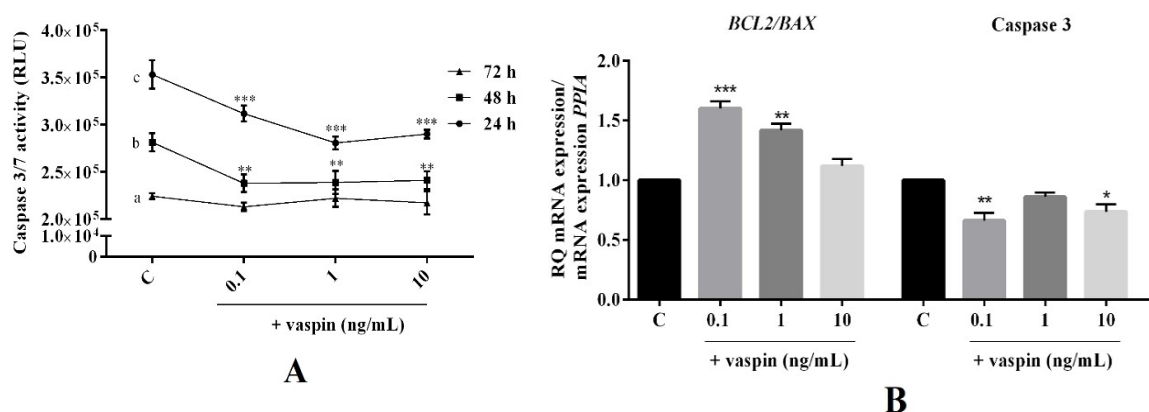 Caspase 3/7 activity (RLU)
4.0×10⁵
3.5×10⁵
3.0×10⁵
2.5×10⁵
2.0×10⁵
1.0×10⁴
0
c
b
a
***
***
***
**
**
**
72 h
48 h
24 h
C
0.1
1
10
+ vaspin (ng/mL)
A
BCL2/BAX
Caspase 3
RQ mRNA expression/
mRNA expression PPIA
2.0
1.5
1.0
0.5
0.0
***
**
**
*
C
0.1
1
10
C
0.1
1
10
+ vaspin (ng/mL)
+ vaspin (ng/mL)
B